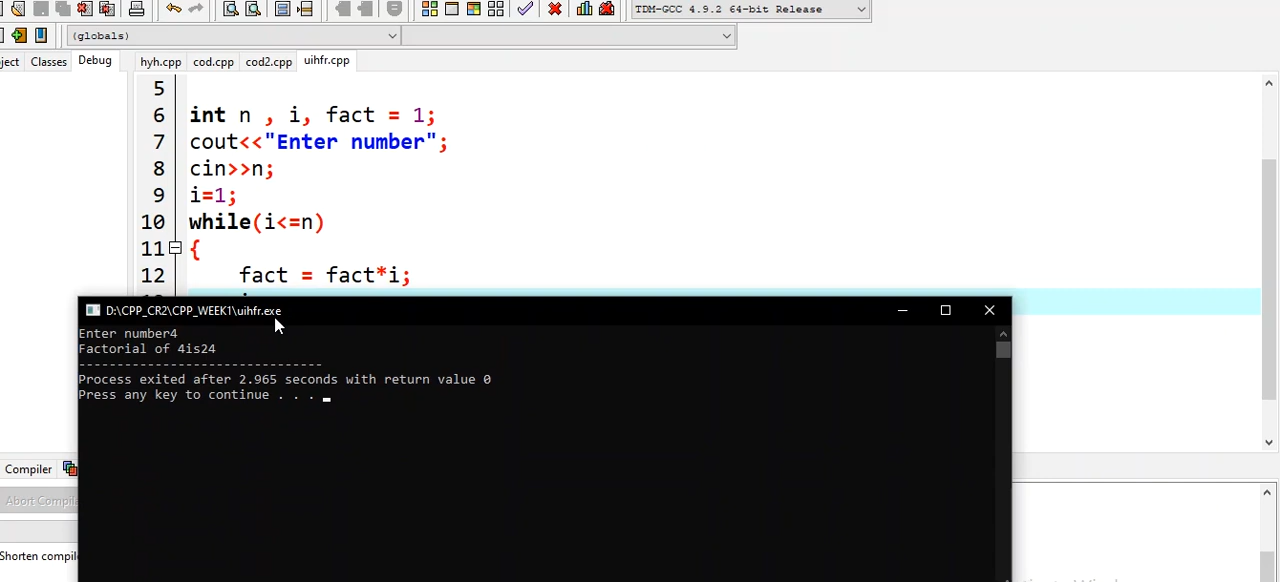 TDM-GCC 4.9.2 64-bit Release
(globals)
ject Classes Debug hyh.cpp cod.cpp cod2.cpp uihfr.cpp
5
6 int n , i, fact = 1;
7 cout<<"Enter number";
8 cin>>n;
9 i=1;
10 while(i<=n)
11 {
12 fact = fact*i;
D:\CPP_CR2\CPP_WEEK1\uihfr.exe
Enter number4
Factorial of 4is24
--------------------------------
Process exited after 2.965 seconds with return value 0
Press any key to continue . . .
Compiler
Abort Compil
Shorten compil